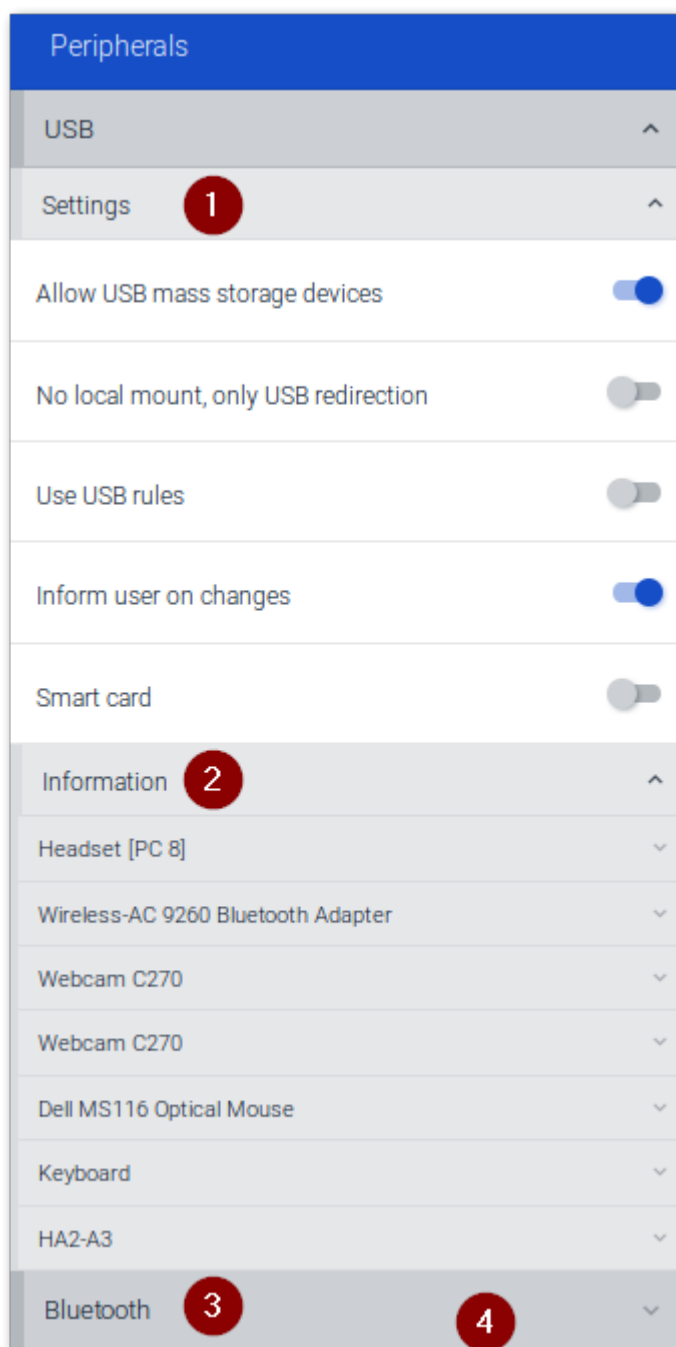 Peripherals
USB
Settings 1
Allow USB mass storage devices
No local mount, only USB redirection
Use USB rules
Inform user on changes
Smart card
Information 2
Headset [PC 8]
Wireless-AC 9260 Bluetooth Adapter
Webcam C270
Webcam C270
Dell MS116 Optical Mouse
Keyboard
HA2-A3
Bluetooth 3 4